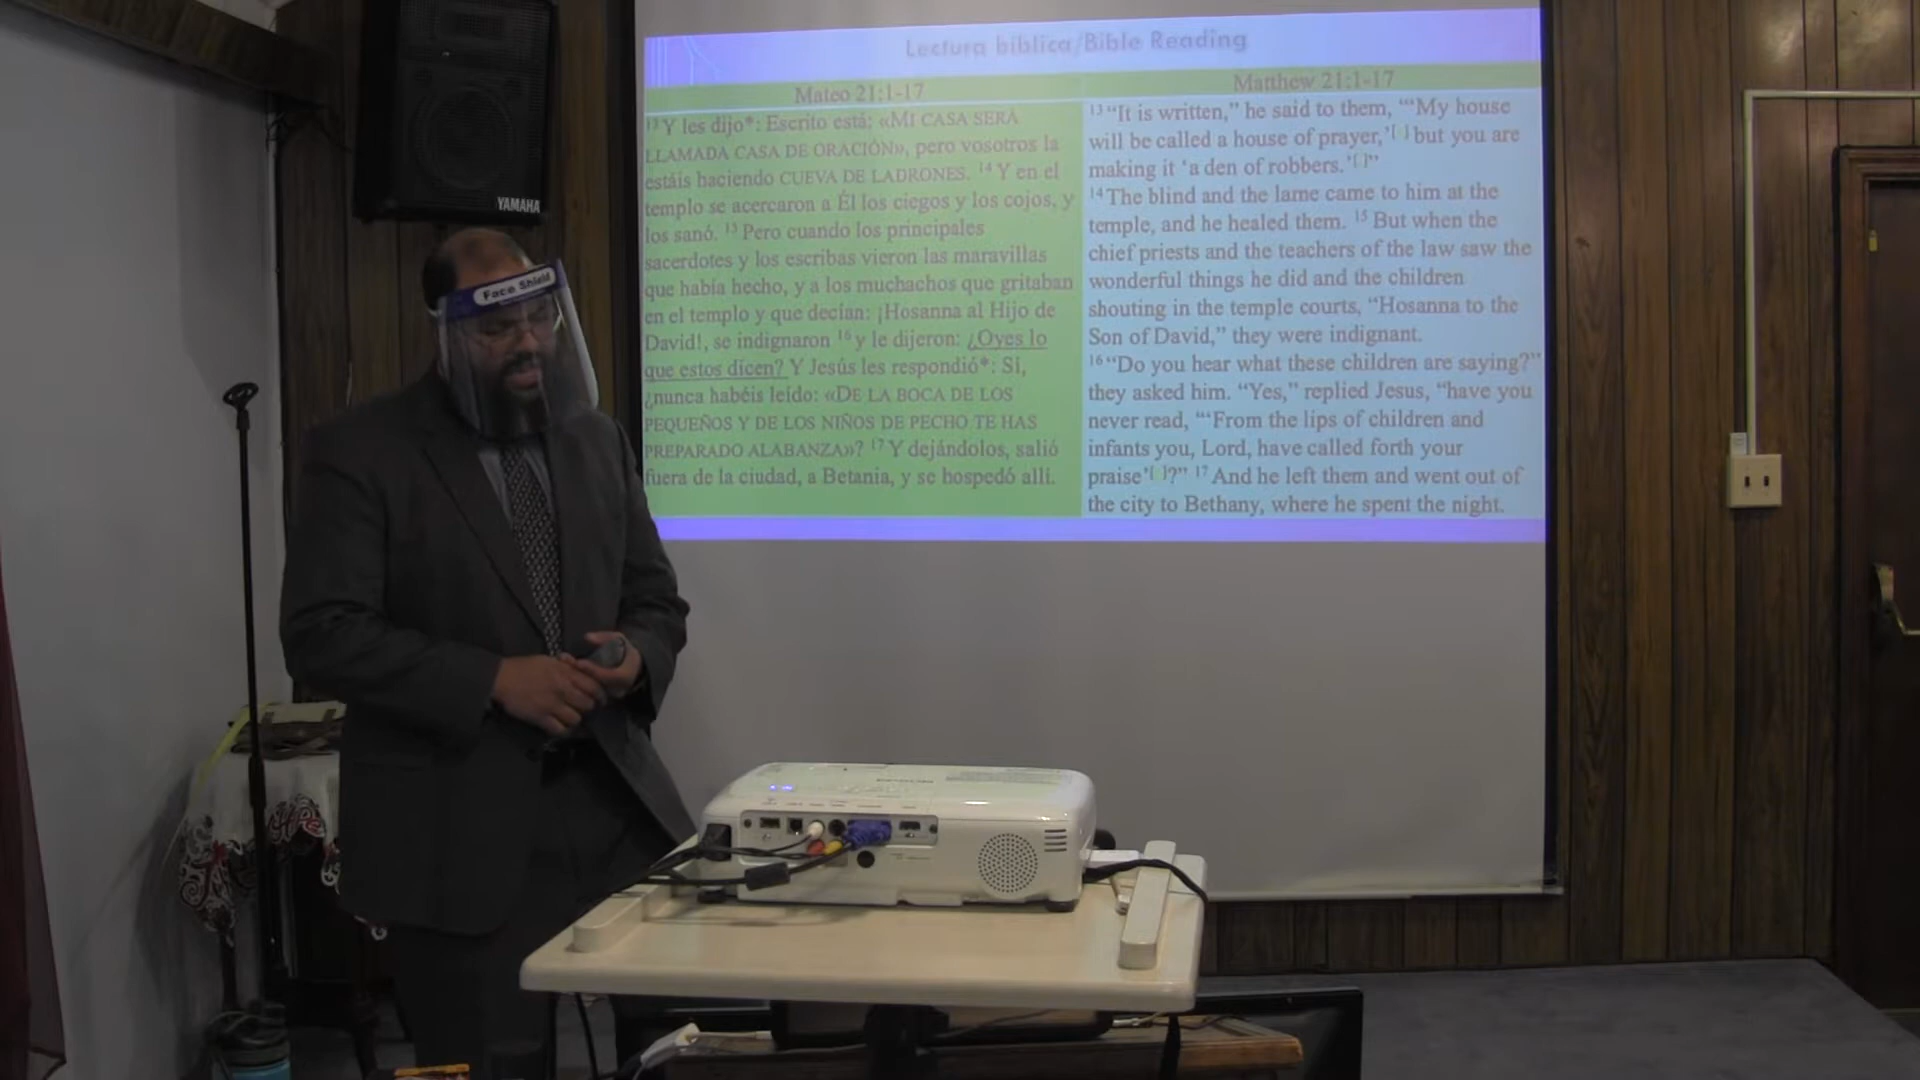 Lectura bíblica/Bible Reading
Mateo 21:1-17
13 Y les dijo*: Escrito está: «MI CASA SERÁ
LLAMADA CASA DE ORACIÓN», pero vosotros la
estáis haciendo CUEVA DE LADRONES. 14 Y en el
templo se acercaron a Él los ciegos y los cojos, y
los sanó. 15 Pero cuando los principales
sacerdotes y los escribas vieron las maravillas
que había hecho, y a los muchachos que gritaban
en el templo y que decían: ¡Hosanna al Hijo de
David!, se indignaron 16 y le dijeron: ¿Oyes lo
que estos dicen? Y Jesús les respondió*: Sí,
¿nunca habéis leído: «DE LA BOCA DE LOS
PEQUEÑOS Y DE LOS NIÑOS DE PECHO TE HAS
PREPARADO ALABANZA»? 17 Y dejándolos, salió
fuera de la ciudad, a Betania, y se hospedó allí.
Matthew 21:1-17
13 “It is written,” he said to them, “‘My house
will be called a house of prayer,’[ ] but you are
making it ‘a den of robbers.’[ ]”
14 The blind and the lame came to him at the
temple, and he healed them. 15 But when the
chief priests and the teachers of the law saw the
wonderful things he did and the children
shouting in the temple courts, “Hosanna to the
Son of David,” they were indignant.
16 “Do you hear what these children are saying?”
they asked him. “Yes,” replied Jesus, “have you
never read, “‘From the lips of children and
infants you, Lord, have called forth your
praise’[ ]?” 17 And he left them and went out of
the city to Bethany, where he spent the night.
YAMAHA
Face Shield